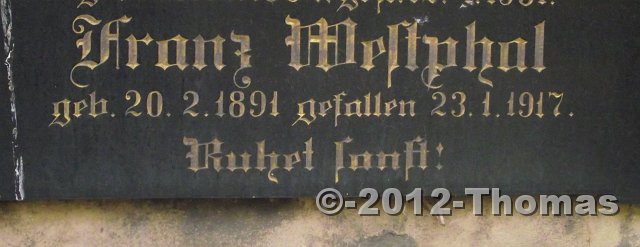 Franz Westphal
geb. 20. 2. 1891 gefallen 23. 1. 1917.
Ruhet sanft!
©-2012-Thomas